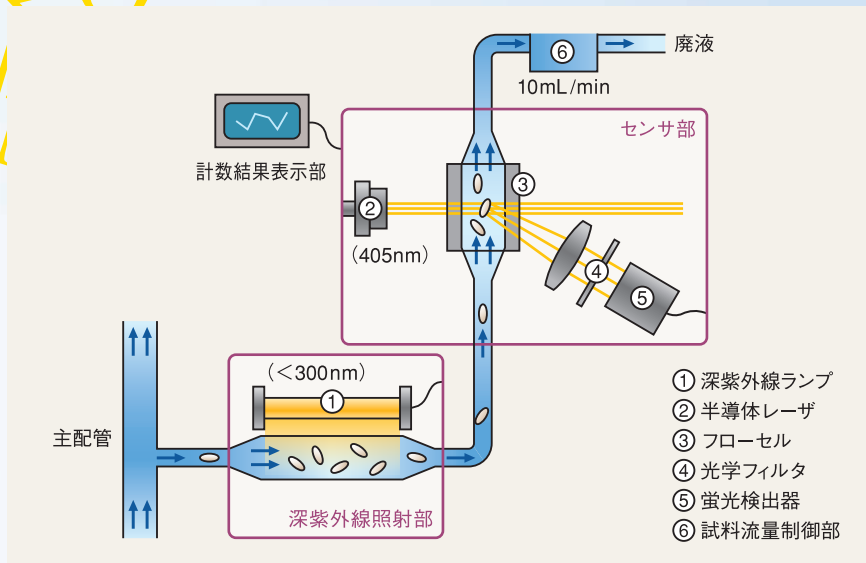 廃液
⑥
10mL/min
センサ部
計数結果表示部
③
②
(405nm)
④
⑤
(<300nm)
①
主配管
深紫外線照射部
①深紫外線ランプ
②半導体レーザ
③フローセル
④光学フィルタ
⑤蛍光検出器
⑥試料流量制御部